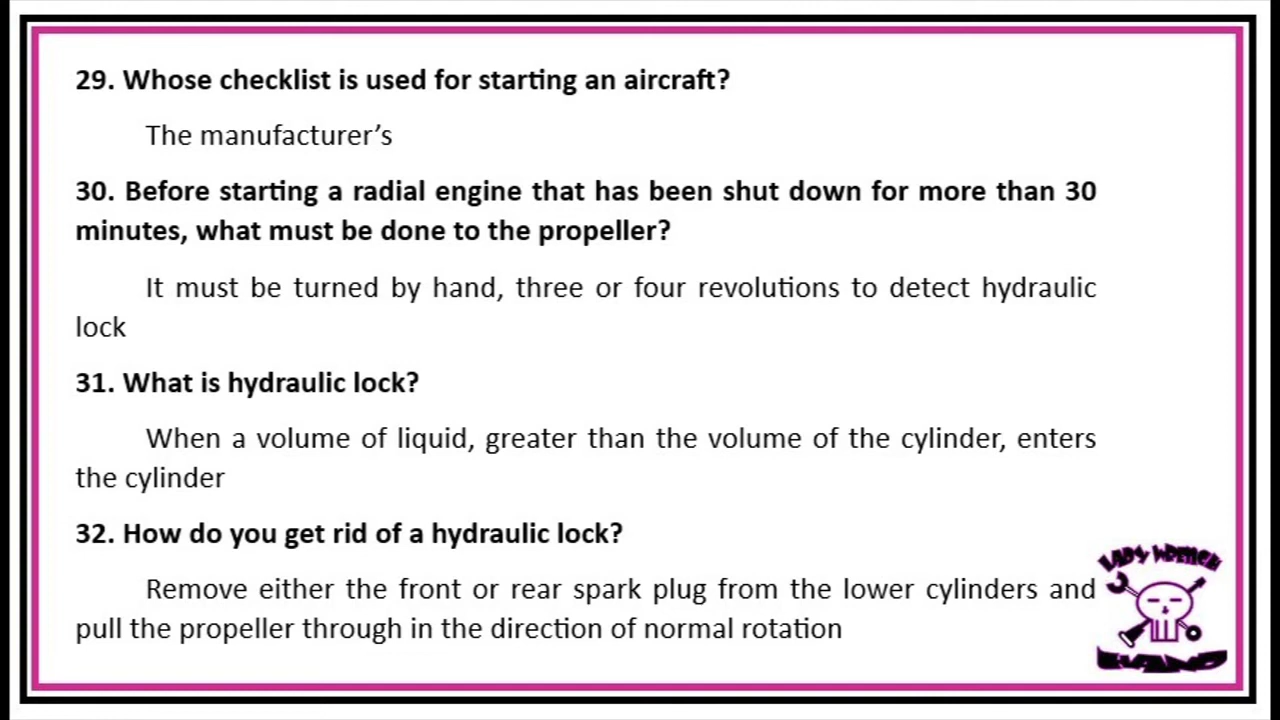 29. Whose checklist is used for starting an aircraft?
The manufacturer's
30. Before starting a radial engine that has been shut down for more than 30
minutes, what must be done to the propeller?
It must be turned by hand, three or four revolutions to detect hydraulic
lock
31. What is hydraulic lock?
When a volume of liquid, greater than the volume of the cylinder, enters
the cylinder
32. How do you get rid of a hydraulic lock?
Remove either the front or rear spark plug from the lower cylinders and
pull the propeller through in the direction of normal rotation
LADY WRENCH